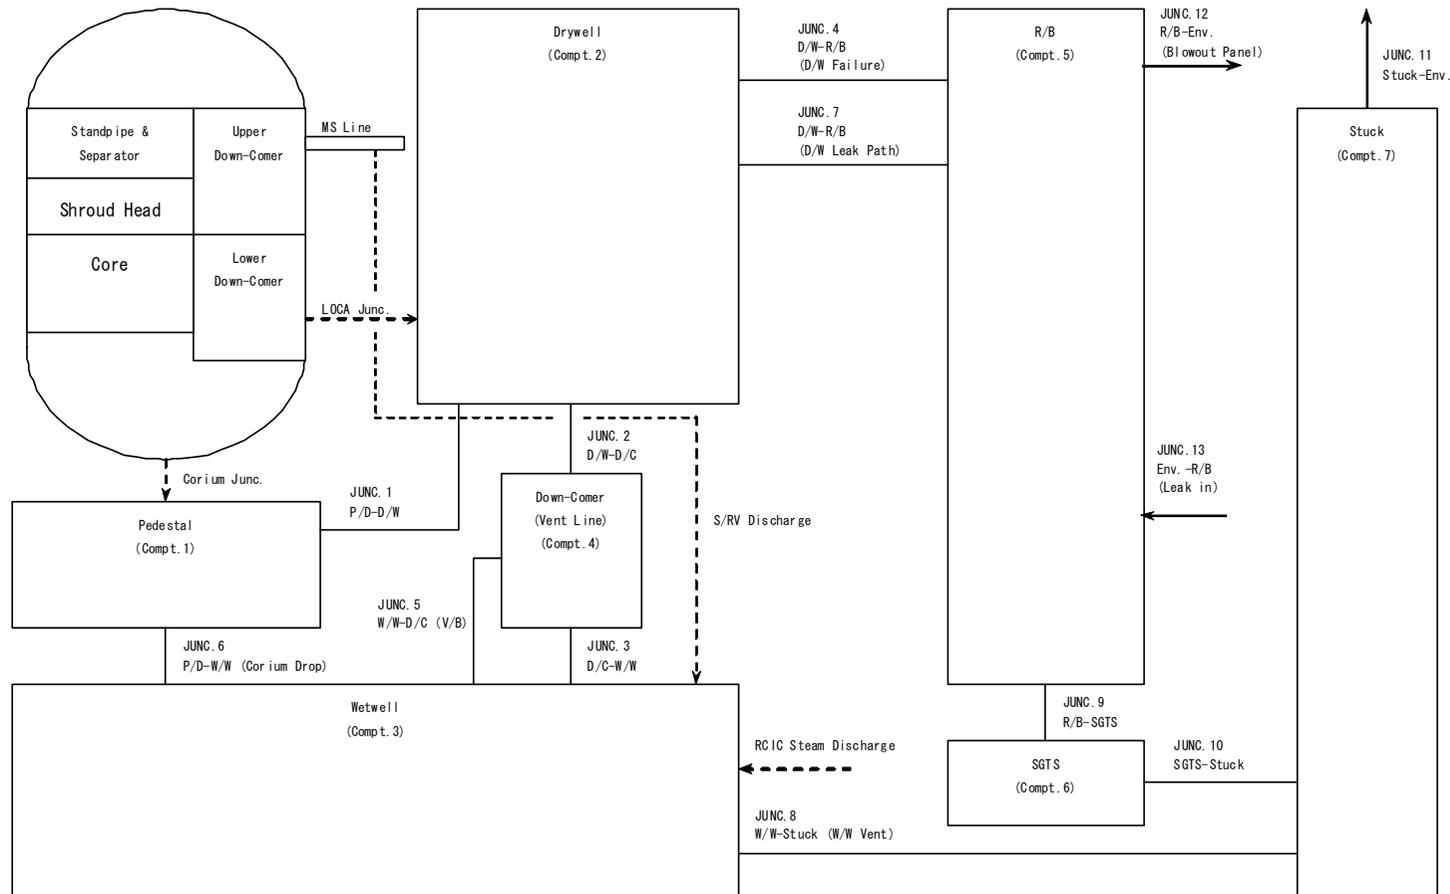 Standpipe &
Separator
Upper
Down-Comer
MS Line
Shroud Head
Core
Lower
Down-Comer
LOCA Junc.
Corium Junc.
Pedestal
(Compt.1)
JUNC.1
P/D-D/W
Drywell
(Compt.2)
JUNC.2
D/W-D/C
Down-Comer
(Vent Line)
(Compt.4)
S/RV Discharge
JUNC.5
W/W-D/C (V/B)
JUNC.3
D/C-W/W
JUNC.6
P/D-W/W (Corium Drop)
Wetwell
(Compt.3)
RCIC Steam Discharge
JUNC.8
W/W-Stuck (W/W Vent)
JUNC.4
D/W-R/B
(D/W Failure)
JUNC.7
D/W-R/B
(D/W Leak Path)
R/B
(Compt.5)
JUNC.12
R/B-Env.
(Blowout Panel)
JUNC.13
Env.-R/B
(Leak in)
JUNC.9
R/B-SGTS
SGTS
(Compt.6)
JUNC.10
SGTS-Stuck
JUNC.11
Stuck-Env.
Stuck
(Compt.7)